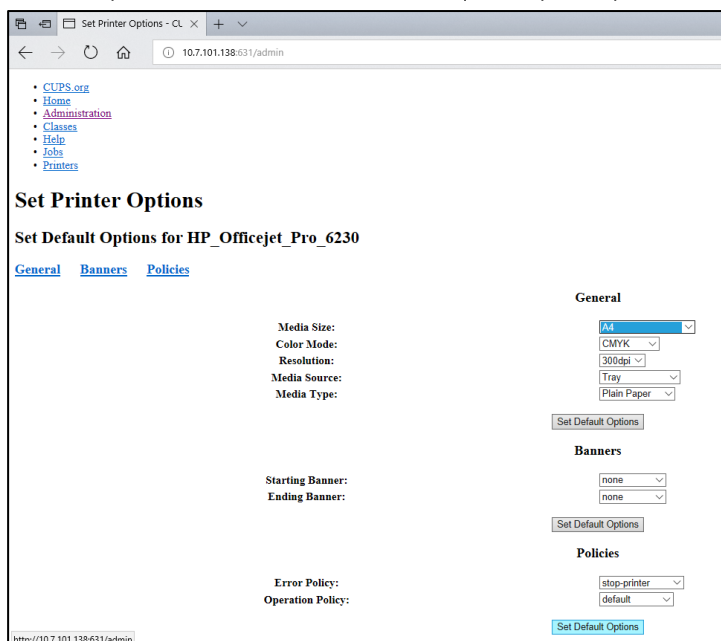 Set Printer Options - CU
10.7.101.138:631/admin
CUPS.org
Home
Administration
Classes
Help
Jobs
Printers
Set Printer Options
Set Default Options for HP_Officejet_Pro_6230
General Banners Policies
General
Media Size: A4
Color Mode: CMYK
Resolution: 300dpi
Media Source: Tray
Media Type: Plain Paper
Set Default Options
Banners
Starting Banner: none
Ending Banner: none
Set Default Options
Policies
Error Policy: stop-printer
Operation Policy: default
Set Default Options
http://10.7.101.138:631/admin